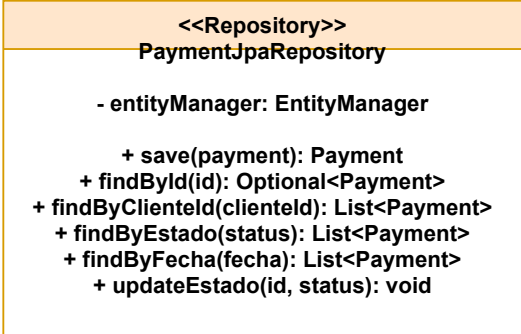 <<Repository>>
PaymentJpaRepository
- entityManager: EntityManager
+ save(payment): Payment
+ findById(id): Optional<Payment>
+ findByClienteId(clienteId): List<Payment>
+ findByEstado(status): List<Payment>
+ findByFecha(fecha): List<Payment>
+ updateEstado(id, status): void